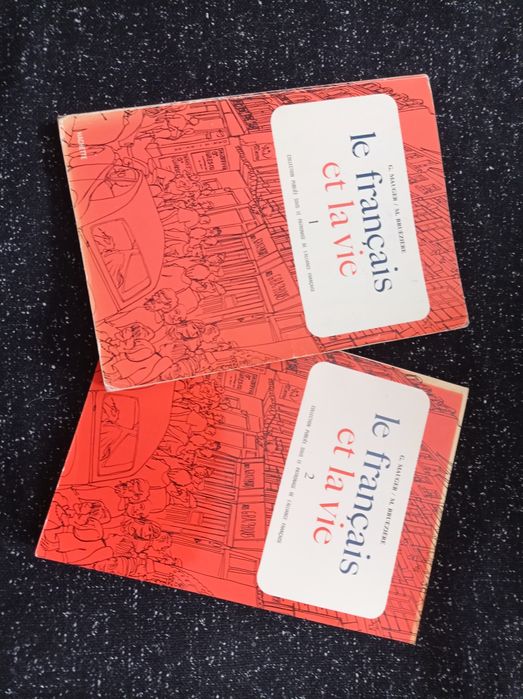 G. MAUGER / M. BRUÉZIÈRE
le français
et la vie
1
COLLECTION PUBLIÉE SOUS LE PATRONAGE DE L'ALLIANCE FRANÇAISE
HACHETTE
G. MAUGER / M. BRUÉZIÈRE
le français
et la vie
2
COLLECTION PUBLIÉE SOUS LE PATRONAGE DE L'ALLIANCE FRANÇAISE